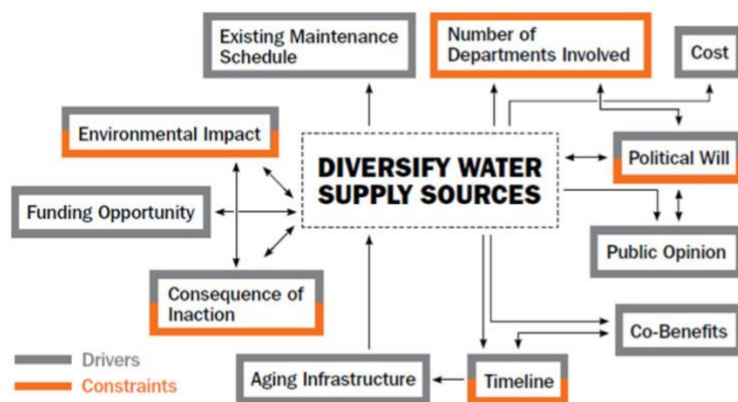 Existing Maintenance
Schedule
Number of
Departments Involved
Cost
Environmental Impact
DIVERSIFY WATER
SUPPLY SOURCES
Political Will
Funding Opportunity
Public Opinion
Consequence of
Inaction
Co-Benefits
Drivers
Constraints
Aging Infrastructure
Timeline